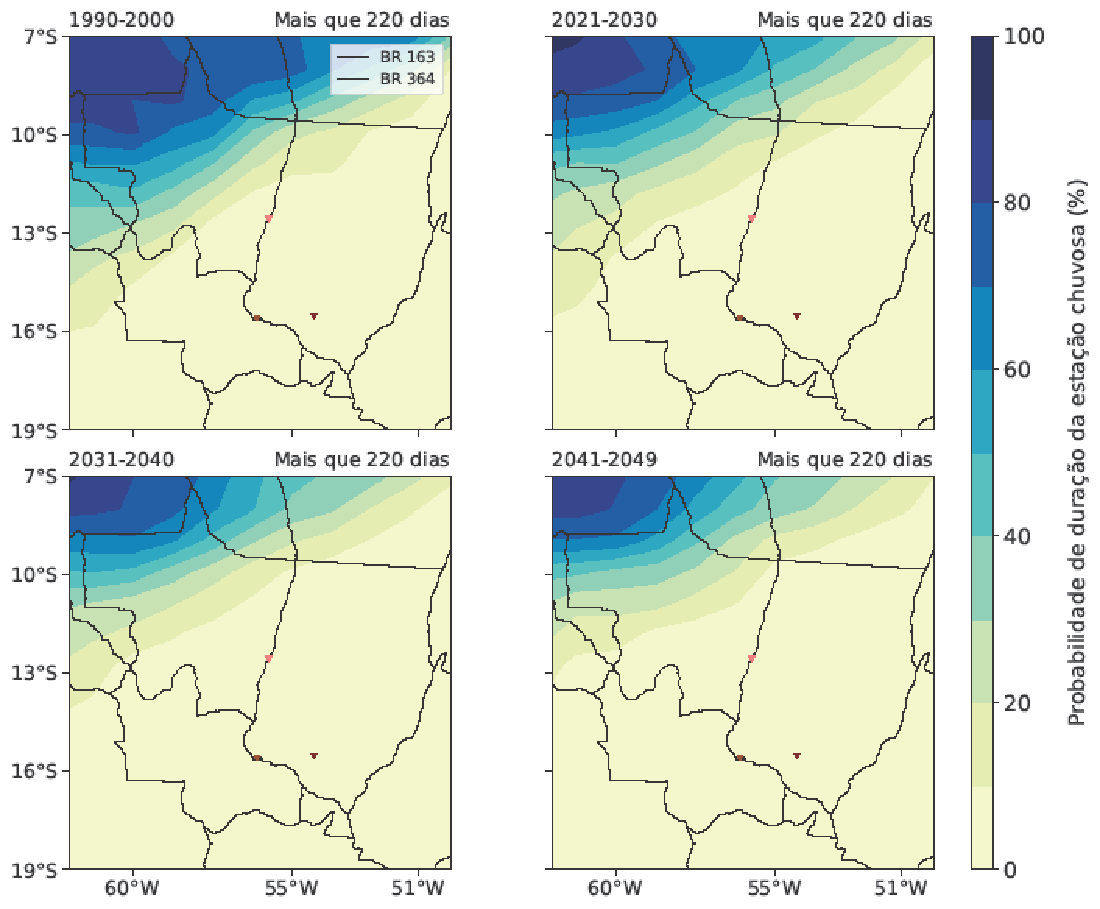 1990-2000 Mais que 220 dias
2021-2030 Mais que 220 dias
BR 163
BR 364
7°S
10°S
13°S
16°S
19°S
2031-2040 Mais que 220 dias
2041-2049 Mais que 220 dias
7°S
10°S
13°S
16°S
19°S
60°W 55°W 51°W
60°W 55°W 51°W
100
80
60
40
20
0
Probabilidade de duração da estação chuvosa (%)